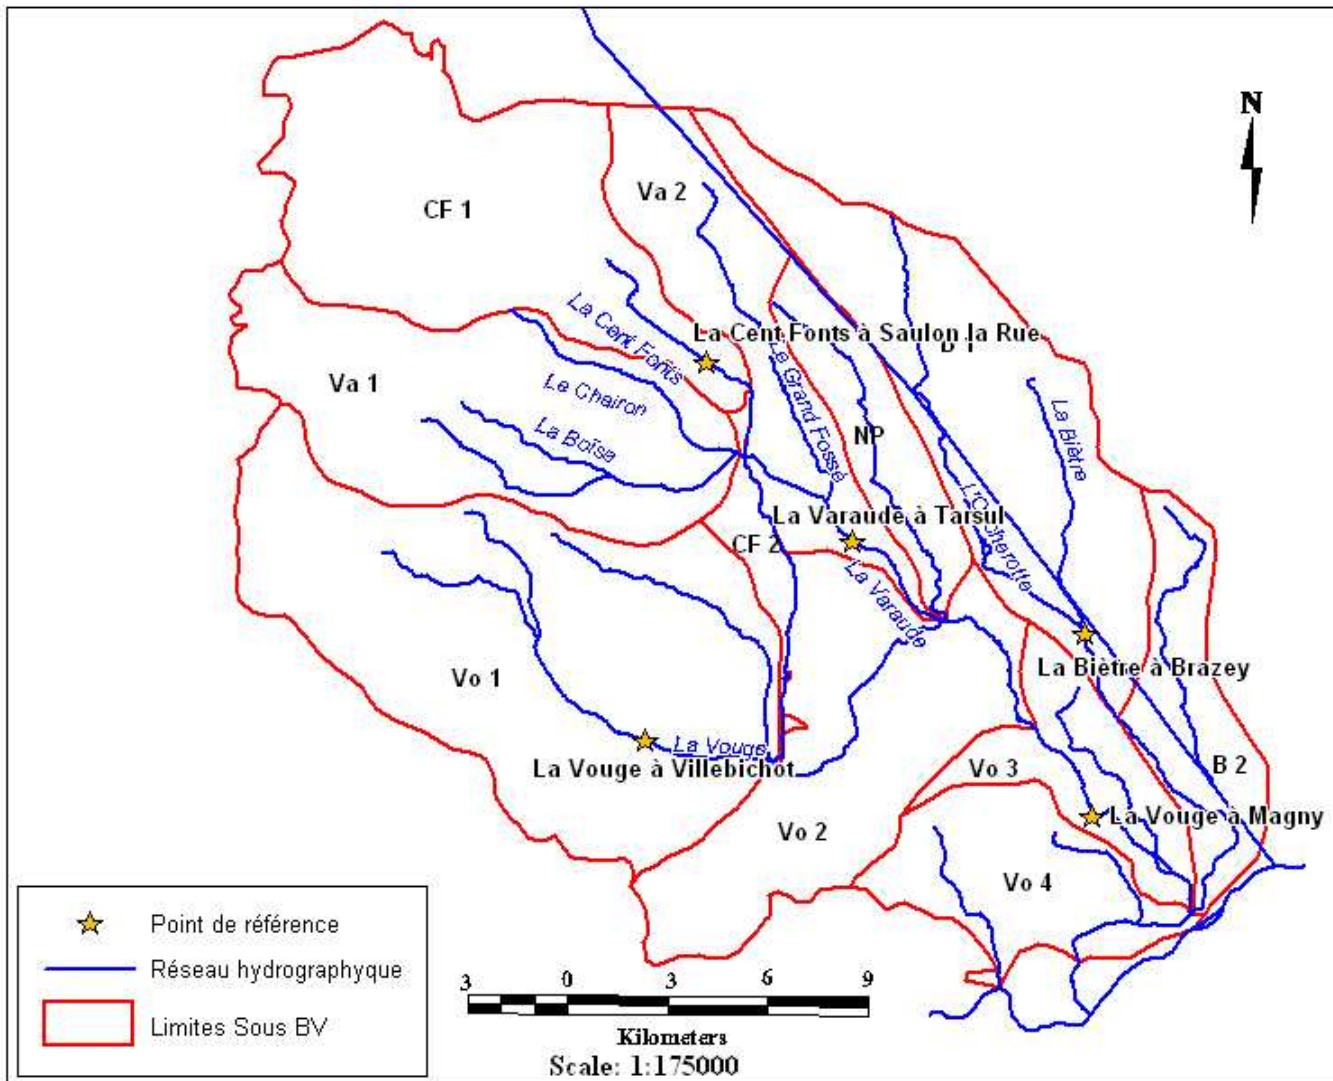 N
CF 1
Va 2
La Cent Fonts
La Cent Fonts à Saulon la Rue
Va 1
Le Chairon
La Boïse
Le Grand Fossé
NP
La Biètre
L'Oucherotte
La Varaude à Tarsul
CF 2
La Varaude
Vo 1
La Biètre à Brazey
La Vouge
La Vouge à Villebichot
Vo 3
B 2
La Vouge à Magny
Vo 2
Vo 4
Point de référence
Réseau hydrographyque
Limites Sous BV
3 0 3 6 9
Kilometers
Scale: 1:175000